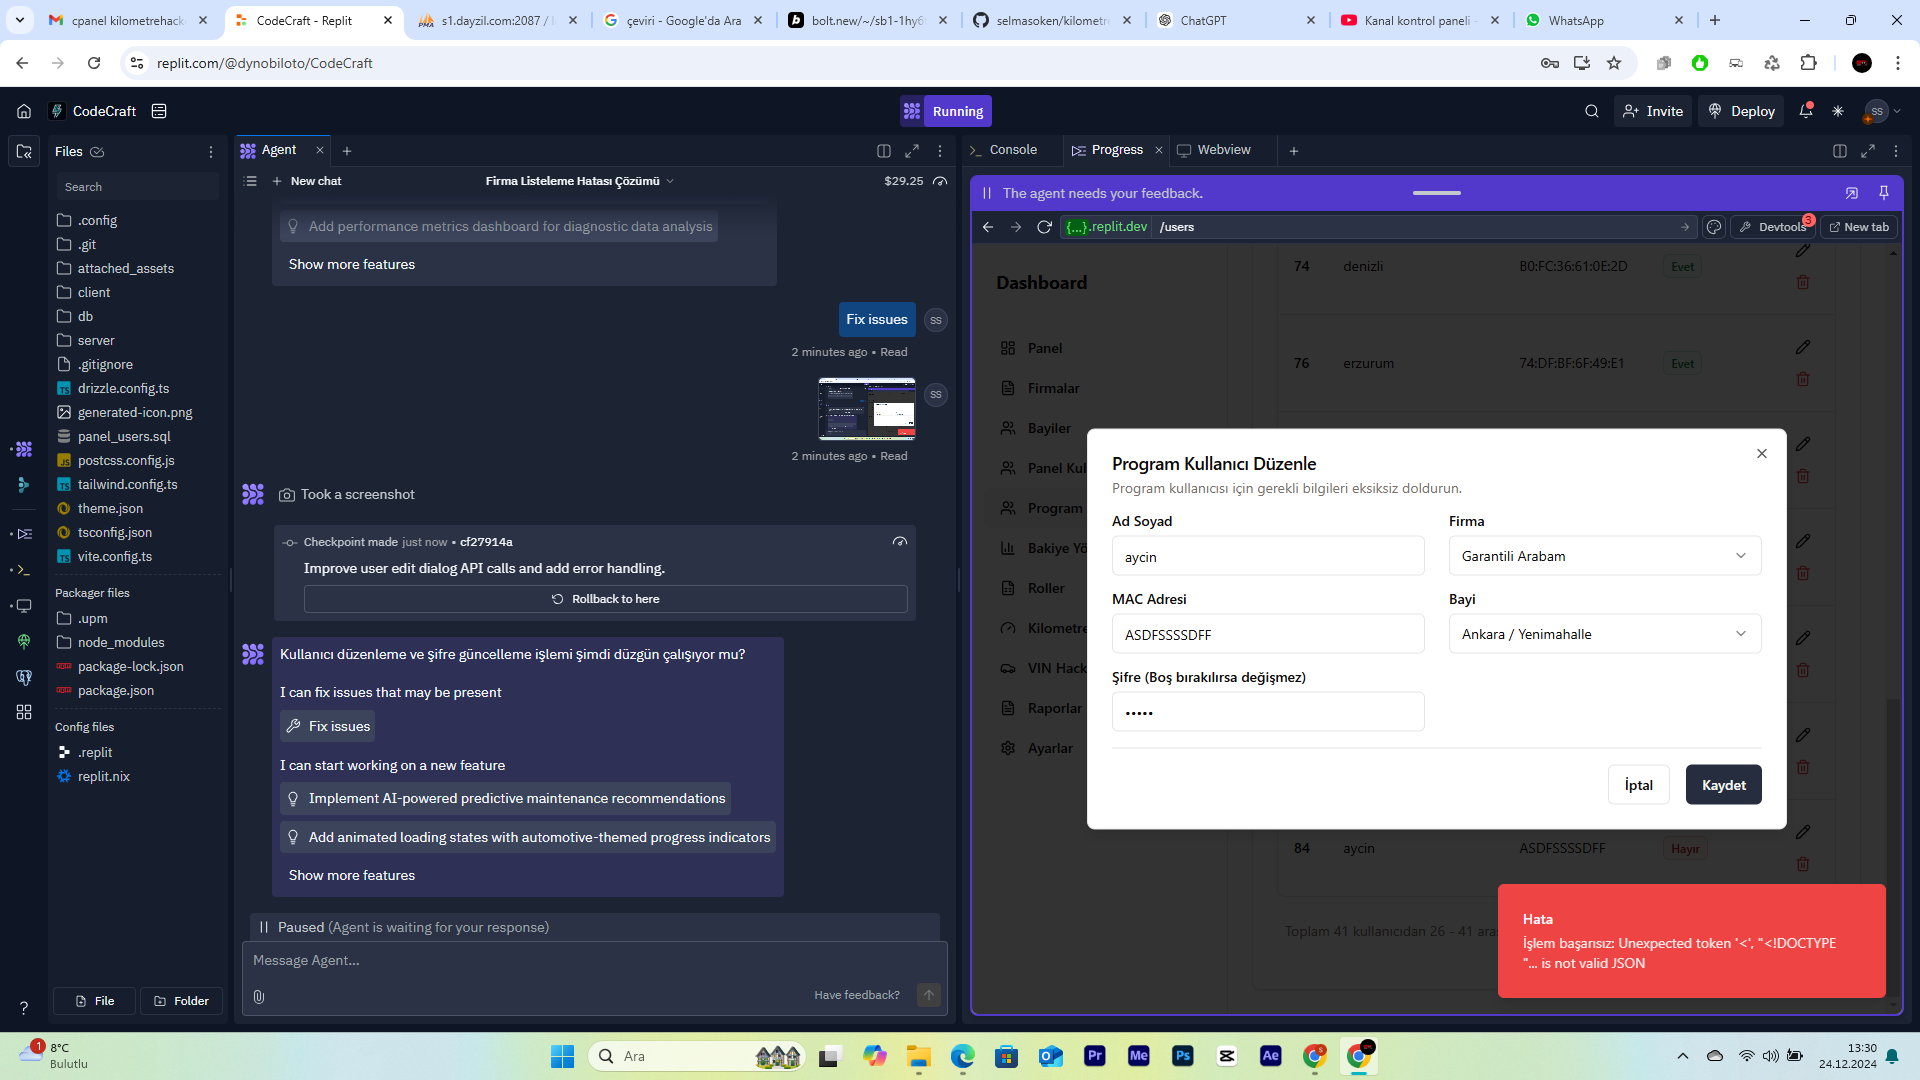 cpanel kilometrehack
CodeCraft - Replit
s1.dayzil.com:2087 /
çeviri - Google'da Ara
bolt.new/~/sb1-1hy6
selmasoken/kilometre
ChatGPT
Kanal kontrol paneli -
WhatsApp
replit.com/@dynobiloto/CodeCraft
CodeCraft
Running
Invite
Deploy
SS
Files
Search
.config
.git
attached_assets
client
db
server
.gitignore
drizzle.config.ts
generated-icon.png
panel_users.sql
postcss.config.js
tailwind.config.ts
theme.json
tsconfig.json
vite.config.ts
Packager files
.upm
node_modules
package-lock.json
package.json
Config files
.replit
replit.nix
File
Folder
Agent
New chat
Firma Listeleme Hatası Çözümü
$29.25
Add performance metrics dashboard for diagnostic data analysis
Show more features
Fix issues
SS
2 minutes ago • Read
SS
2 minutes ago • Read
Took a screenshot
Checkpoint made just now • cf27914a
Improve user edit dialog API calls and add error handling.
Rollback to here
Kullanıcı düzenleme ve şifre güncelleme işlemi şimdi düzgün çalışıyor mu?
I can fix issues that may be present
Fix issues
I can start working on a new feature
Implement AI-powered predictive maintenance recommendations
Add animated loading states with automotive-themed progress indicators
Show more features
Paused (Agent is waiting for your response)
Message Agent...
Have feedback?
Console
Progress
Webview
The agent needs your feedback.
{...}.replit.dev
/users
Devtools
3
New tab
Dashboard
Panel
Firmalar
Bayiler
Panel Kul
Program
Bakiye Yö
Roller
Kilometre
VIN Hack
Raporlar
Ayarlar
74 denizli B0:FC:36:61:0E:2D Evet
76 erzurum 74:DF:BF:6F:49:E1 Evet
Program Kullanıcı Düzenle
Program kullanıcısı için gerekli bilgileri eksiksiz doldurun.
Ad Soyad
Firma
aycin
Garantili Arabam
MAC Adresi
Bayi
ASDFSSSSDFF
Ankara / Yenimahalle
Şifre (Boş bırakılırsa değişmez)
•••••
İptal
Kaydet
84 aycin ASDFSSSSDFF Hayır
Toplam 41 kullanıcıdan 26 - 41 ara
Hata
İşlem başarısız: Unexpected token '<', "<!DOCTYPE
"... is not valid JSON
1
8°C
Bulutlu
Ara
Pr
Me
Ps
Ae
13:30
24.12.2024